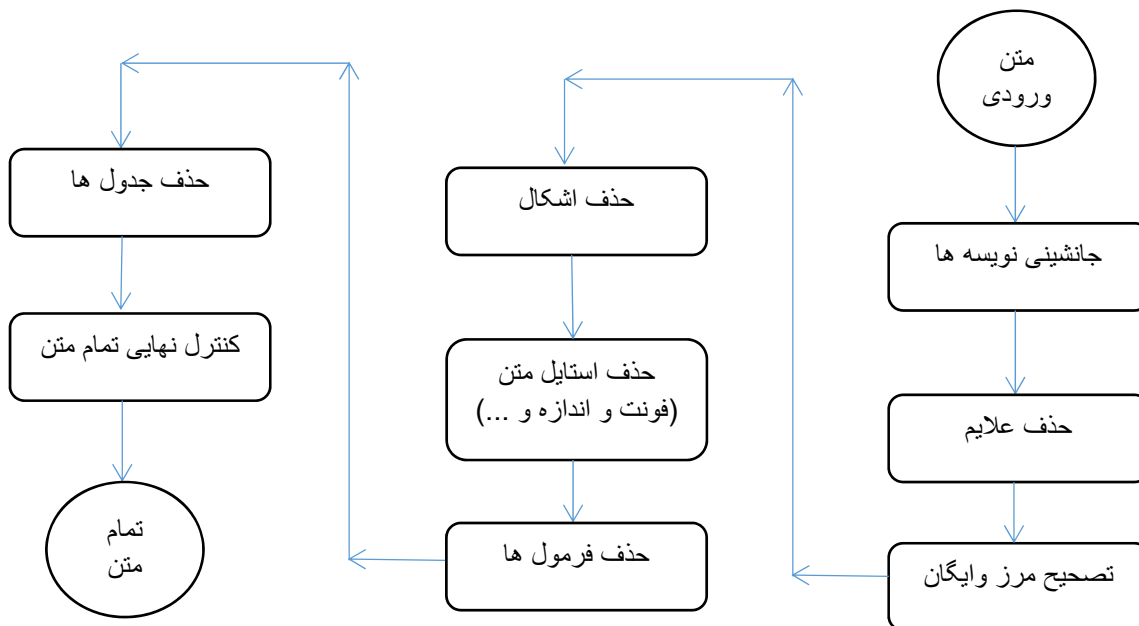 متن
ورودی
جانشینی نویسه ها
حذف علایم
تصحیح مرز وایگان
حذف اشکال
حذف استایل متن
(فونت و اندازه و ...)
حذف فرمول ها
حذف جدول ها
کنترل نهایی تمام متن
تمام
متن